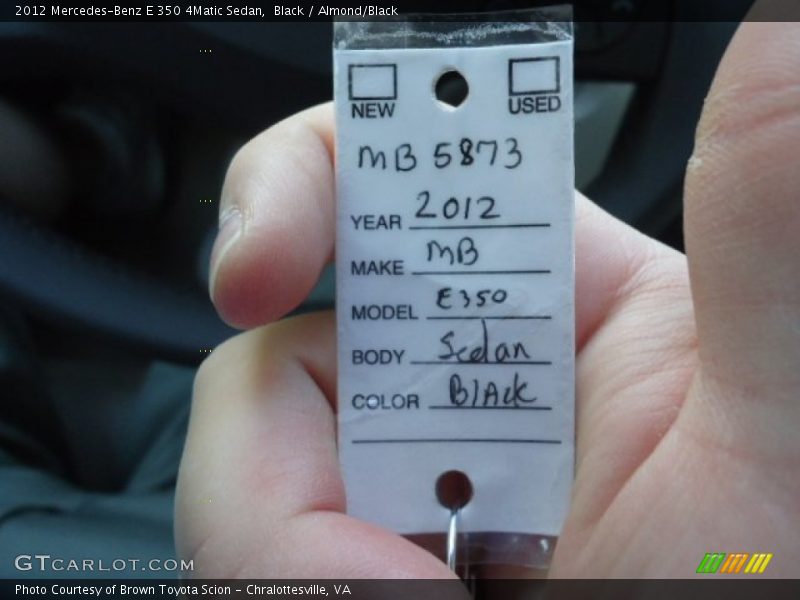 2012 Mercedes-Benz E 350 4Matic Sedan,  Black / Almond/Black
NEW USED
MB 5873
YEAR 2012
MAKE MB
MODEL E350
BODY Sedan
COLOR BlAck
GTCARLOT.COM
Photo Courtesy of Brown Toyota Scion - Chralottesville, VA